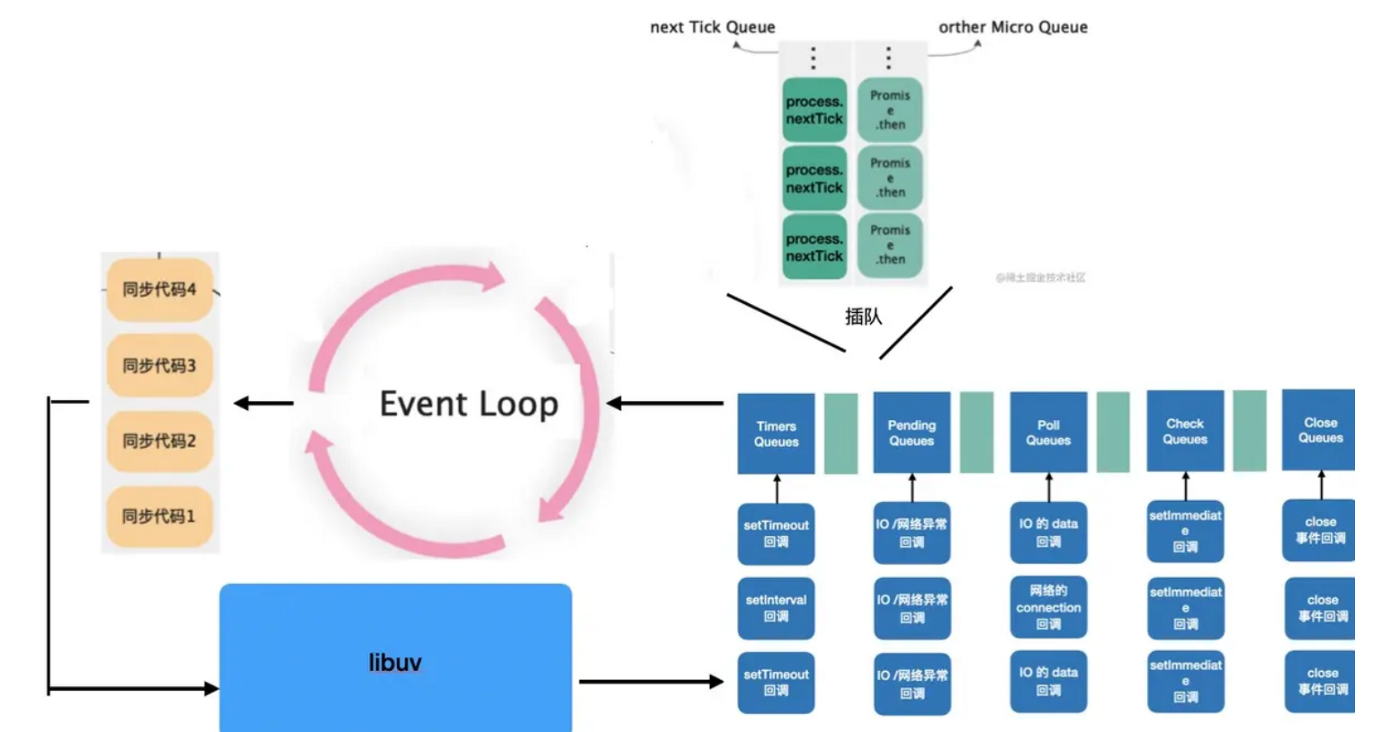 next Tick Queue
orther Micro Queue
process.
nextTick
Promis
e
.then
process.
nextTick
Promis
e
.then
process.
nextTick
Promis
e
.then
@稀土掘金技术社区
插队
同步代码4
同步代码3
同步代码2
同步代码1
Event Loop
libuv
Timers
Queues
Pending
Queues
Poll
Queues
Check
Queues
Close
Queues
setTimeout
回调
IO /网络异常
回调
IO 的 data
回调
setImmediat
e
回调
close
事件回调
setInterval
回调
IO /网络异常
回调
网络的
connection
回调
setImmediat
e
回调
close
事件回调
setTimeout
回调
IO /网络异常
回调
IO 的 data
回调
setImmediat
e
回调
close
事件回调